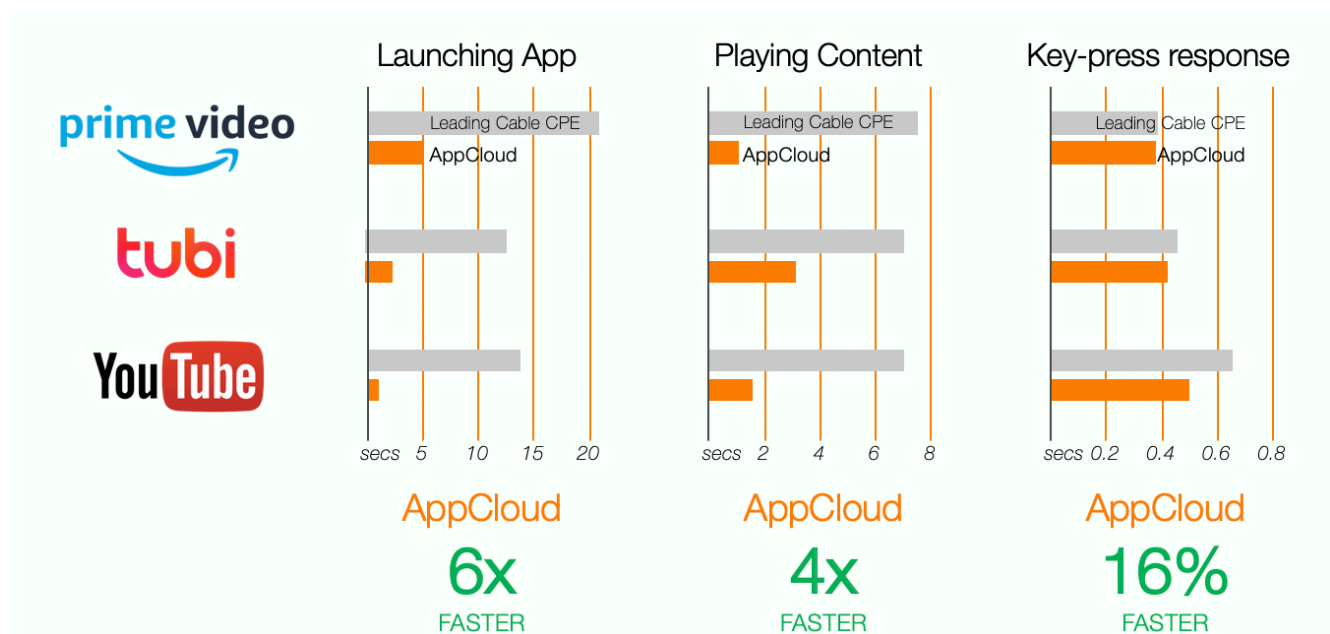 Launching App Playing Content Key-press response
prime video
Leading Cable CPE Leading Cable CPE Leading Cable CPE
AppCloud AppCloud AppCloud
tubi
YouTube
secs 5 10 15 20 secs 2 4 6 8 secs 0.2 0.4 0.6 0.8
AppCloud AppCloud AppCloud
6x 4x 16%
FASTER FASTER FASTER